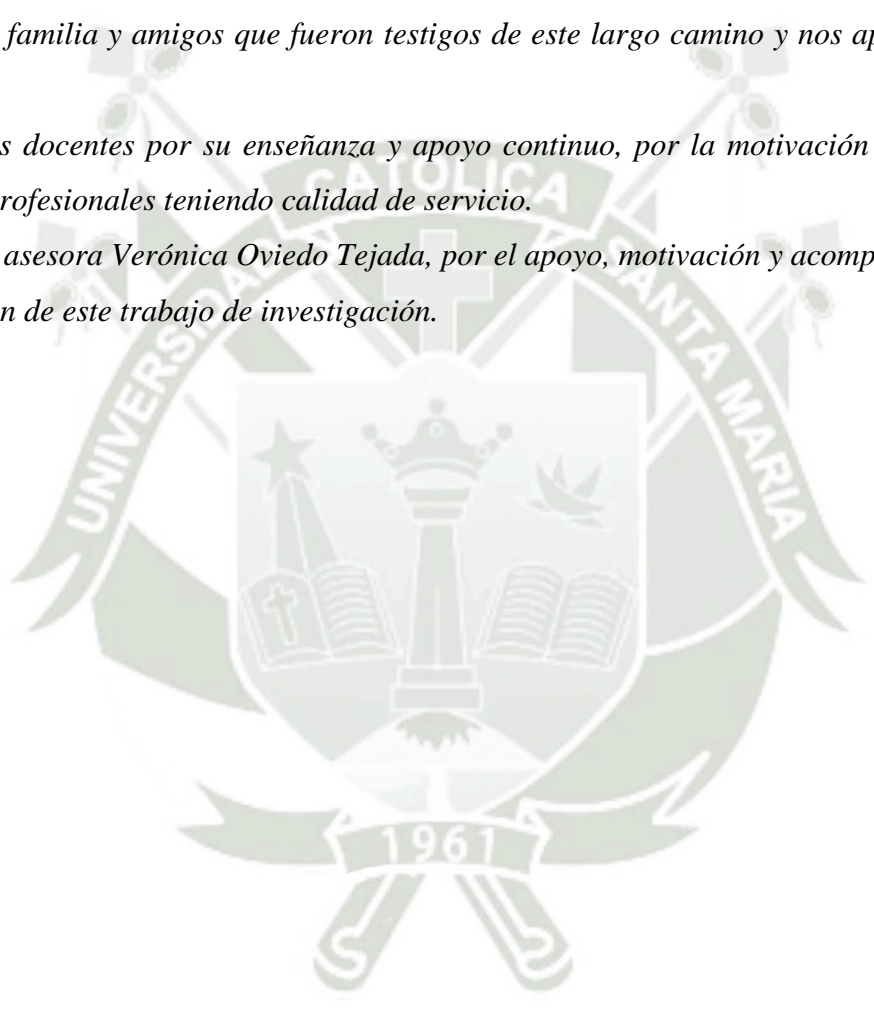 familia y amigos que fueron testigos de este largo camino y nos
s docentes por su enseñanza y apoyo continuo, por la motivación
rofesionales teniendo calidad de servicio.
asesora Verónica Oviedo Tejada, por el apoyo, motivación y acomp
n de este trabajo de investigación.
UNIVERSIDAD CATOLICA SANTA MARIA
1961